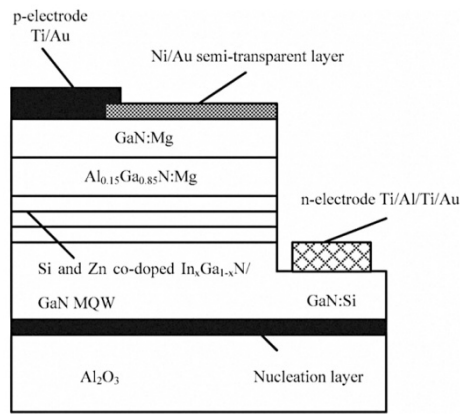 p-electrode
Ti/Au
Ni/Au semi-transparent layer
GaN:Mg
Al₀.₁₅Ga₀.₈₅N:Mg
n-electrode Ti/Al/Ti/Au
Si and Zn co-doped InₓGa₁₋ₓN/
GaN MQW
GaN:Si
Al₂O₃
Nucleation layer